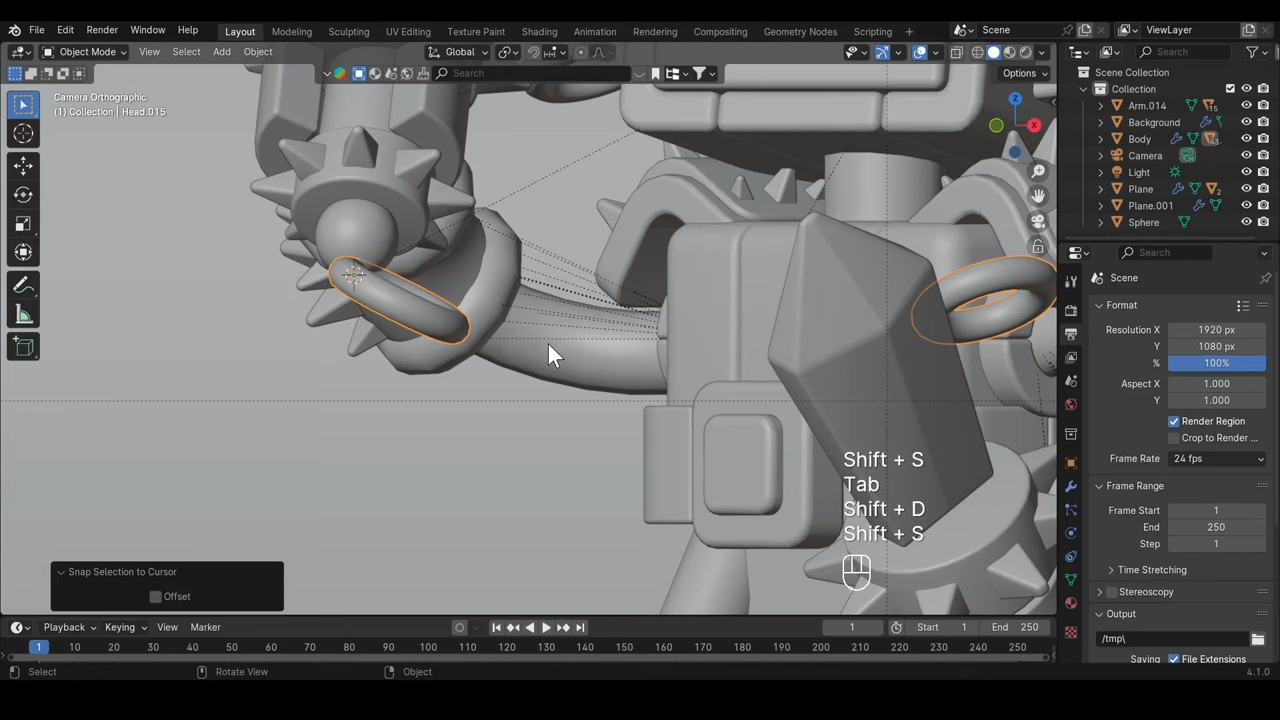 File Edit Render Window Help Layout Modeling Sculpting UV Editing Texture Paint Shading Animation Rendering Compositing Geometry Nodes Scripting Scene ViewLayer
Object Mode View Select Add Object Global Search
Search Options
Camera Orthographic
(1) Collection | Head.015
Z
X
Scene Collection
Collection
Arm.014 15
Background
Body
Camera
Light
Plane 2
Plane.001
Sphere
Search
Scene
Format
Resolution X 1920 px
Y 1080 px
% 100%
Aspect X 1.000
Y 1.000
Render Region
Crop to Render ...
Frame Rate 24 fps
Frame Range
Frame Start 1
End 250
Step 1
Time Stretching
Stereoscopy
Output
/tmp\
Saving File Extensions
Shift + S
Tab
Shift + D
Shift + S
Snap Selection to Cursor
Offset
Playback Keying View Marker 1 Start 1 End 250
1 10 20 30 40 50 60 70 80 90 100 110 120 130 140 150 160 170 180 190 200 210 220 230 240 250
Select Rotate View Object 4.1.0